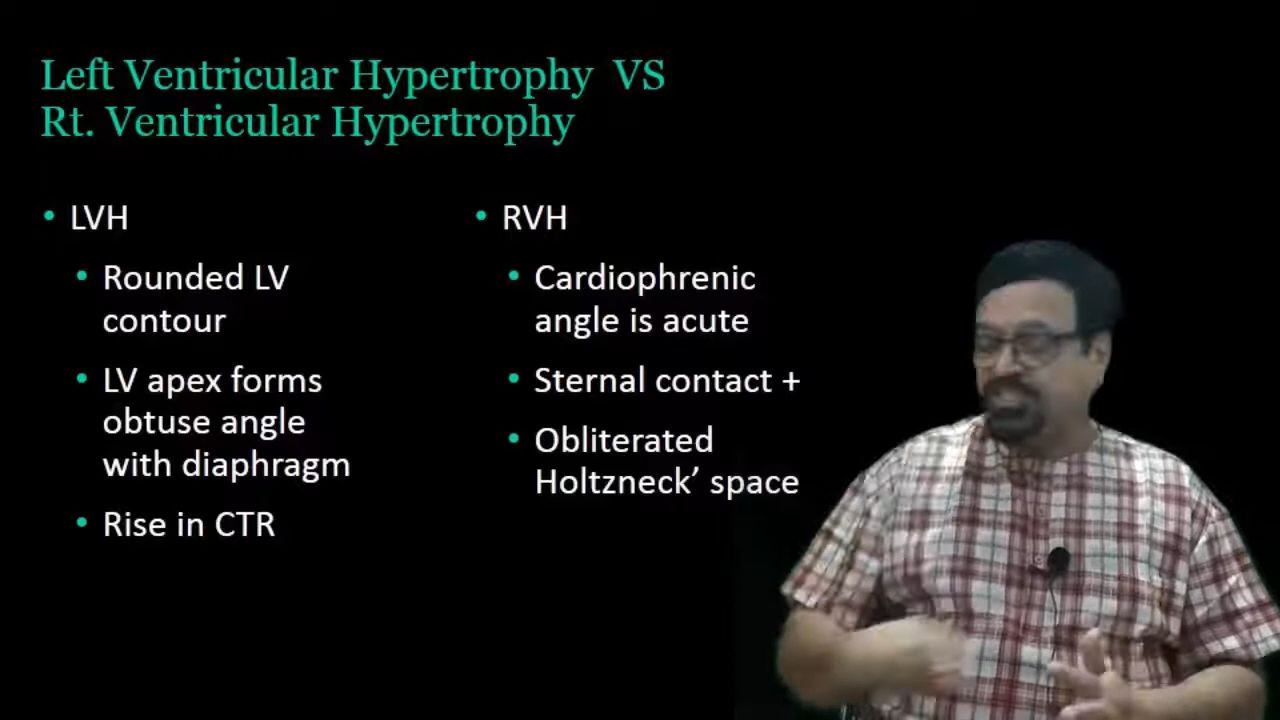 Left Ventricular Hypertrophy VS
Rt. Ventricular Hypertrophy
• LVH
• Rounded LV
contour
• LV apex forms
obtuse angle
with diaphragm
• Rise in CTR
• RVH
• Cardiophrenic
angle is acute
• Sternal contact +
• Obliterated
Holtzneck’ space